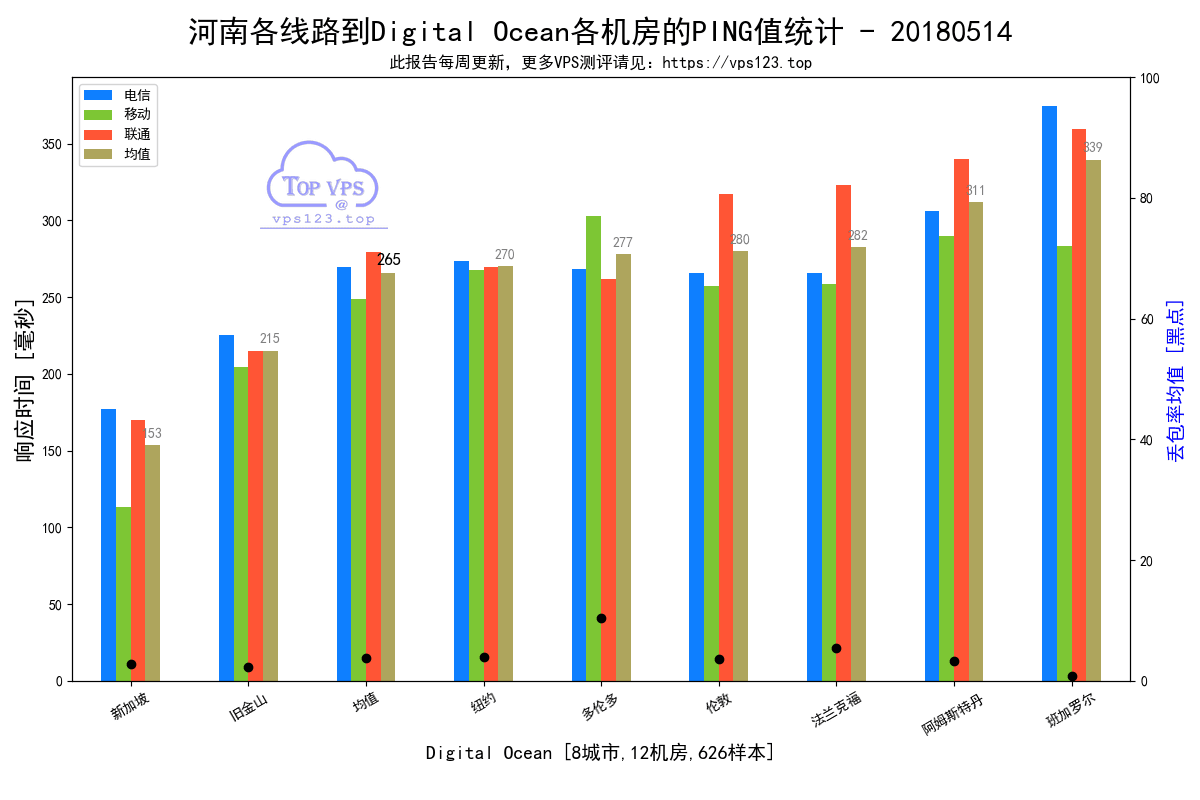 河南各线路到Digital Ocean各机房的PING值统计 - 20180514
此报告每周更新，更多VPS测评请见：https://vps123.top
电信
移动
联通
均值
TOP VPS
@
vps123.top
响应时间 [毫秒]
350
300
250
200
150
100
50
0
153
215
265
270
277
280
282
311
339
100
80
60
40
20
0
丢包率均值 [黑点]
新加坡
旧金山
均值
纽约
多伦多
伦敦
法兰克福
阿姆斯特丹
班加罗尔
Digital Ocean [8城市,12机房,626样本]